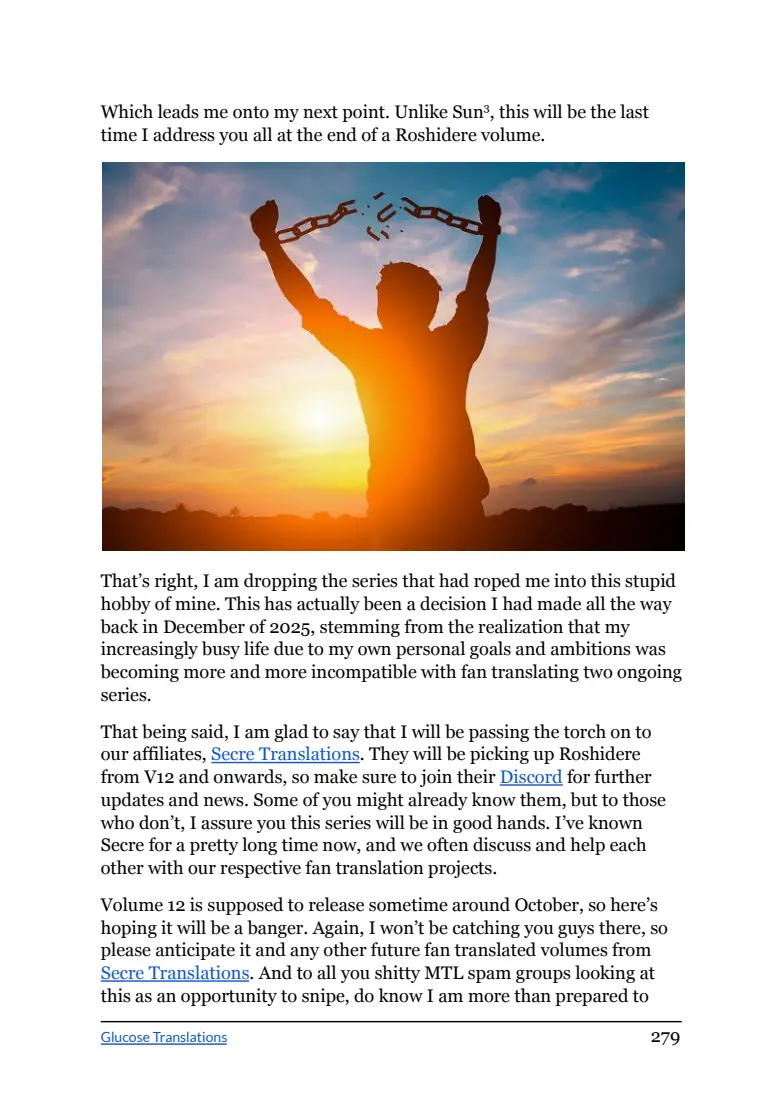 Which leads me onto my next point. Unlike Sun³, this will be the last
time I address you all at the end of a Roshidere volume.
That’s right, I am dropping the series that had roped me into this stupid
hobby of mine. This has actually been a decision I had made all the way
back in December of 2025, stemming from the realization that my
increasingly busy life due to my own personal goals and ambitions was
becoming more and more incompatible with fan translating two ongoing
series.
That being said, I am glad to say that I will be passing the torch on to
our affiliates, Secre Translations. They will be picking up Roshidere
from V12 and onwards, so make sure to join their Discord for further
updates and news. Some of you might already know them, but to those
who don’t, I assure you this series will be in good hands. I’ve known
Secre for a pretty long time now, and we often discuss and help each
other with our respective fan translation projects.
Volume 12 is supposed to release sometime around October, so here’s
hoping it will be a banger. Again, I won’t be catching you guys there, so
please anticipate it and any other future fan translated volumes from
Secre Translations. And to all you shitty MTL spam groups looking at
this as an opportunity to snipe, do know I am more than prepared to
Glucose Translations 279